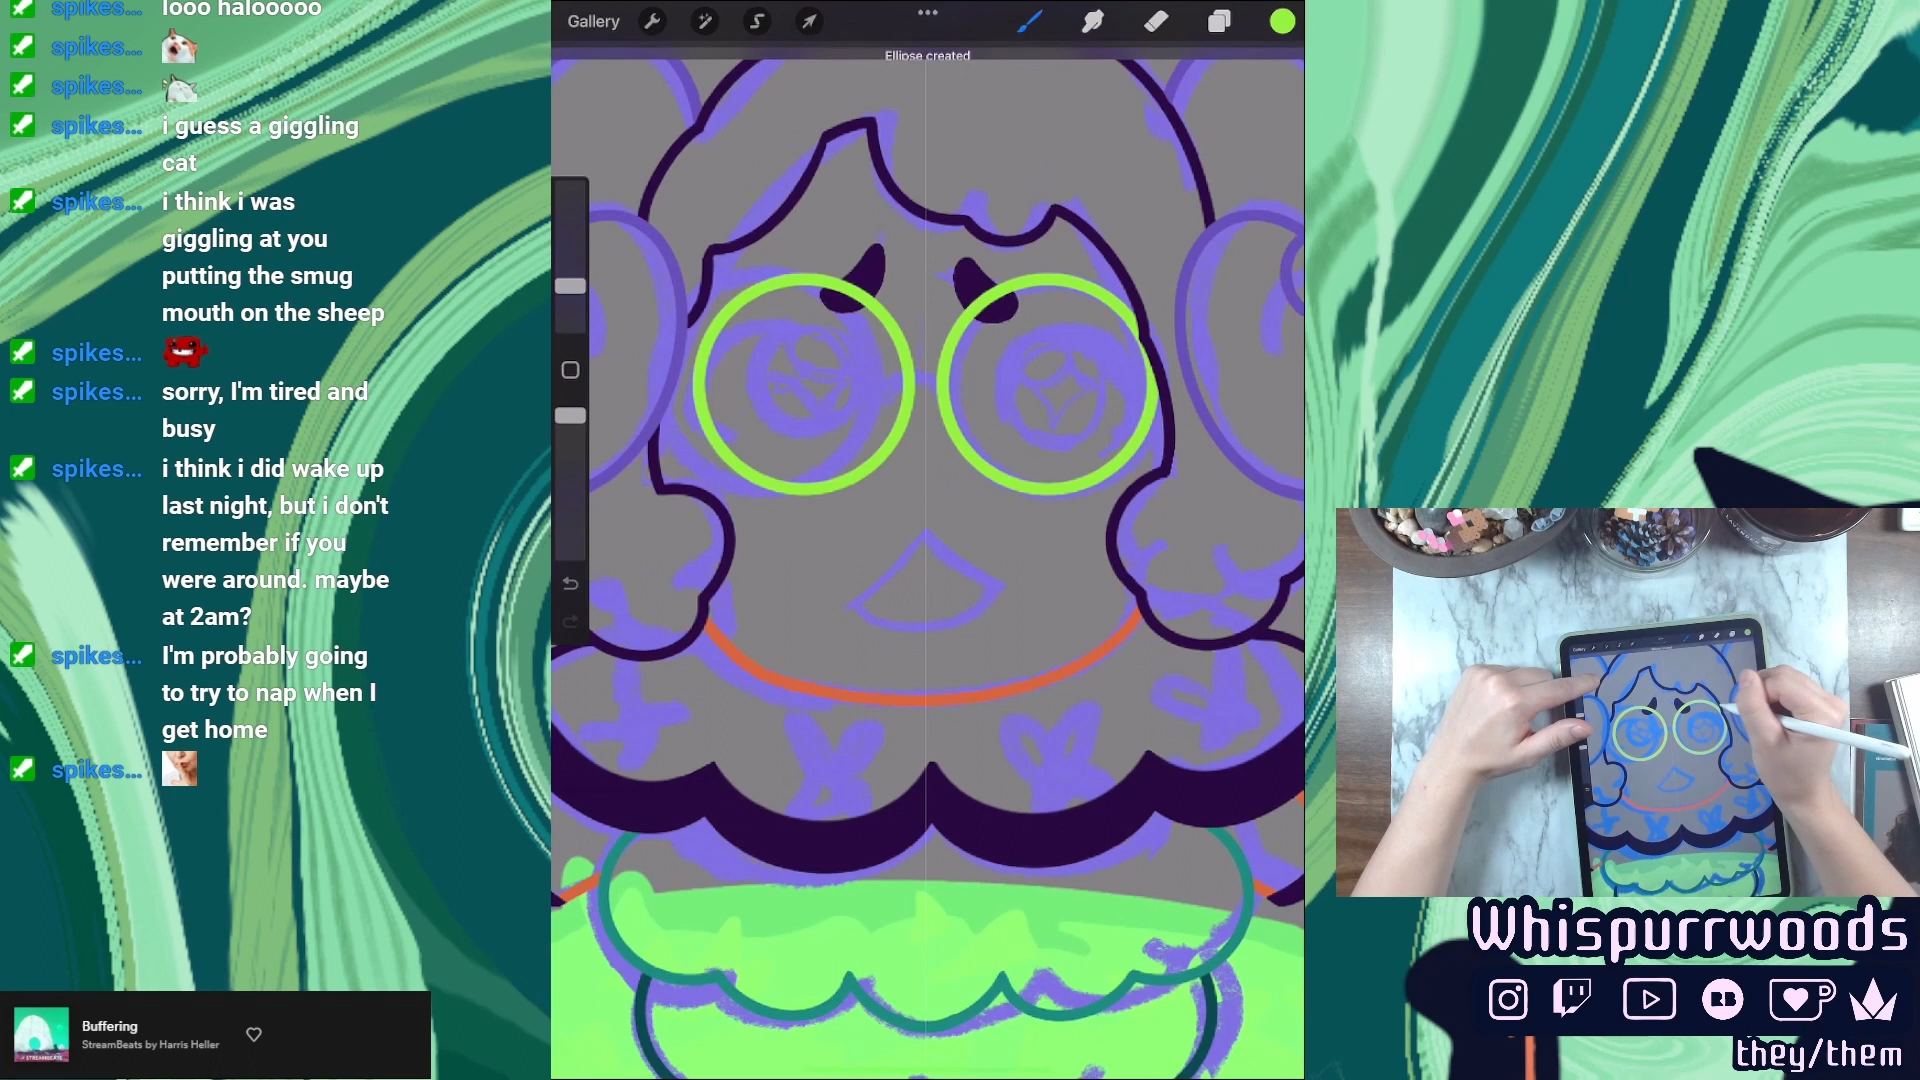 spikes... looo halooooo
spikes...
spikes...
spikes... i guess a giggling
cat
spikes... i think i was
giggling at you
putting the smug
mouth on the sheep
spikes...
spikes... sorry, I'm tired and
busy
spikes... i think i did wake up
last night, but i don't
remember if you
were around. maybe
at 2am?
spikes... I'm probably going
to try to nap when I
get home
spikes...
Buffering
StreamBeats by Harris Heller
Gallery
Ellipse created
Whispurrwoods
RB
they/them